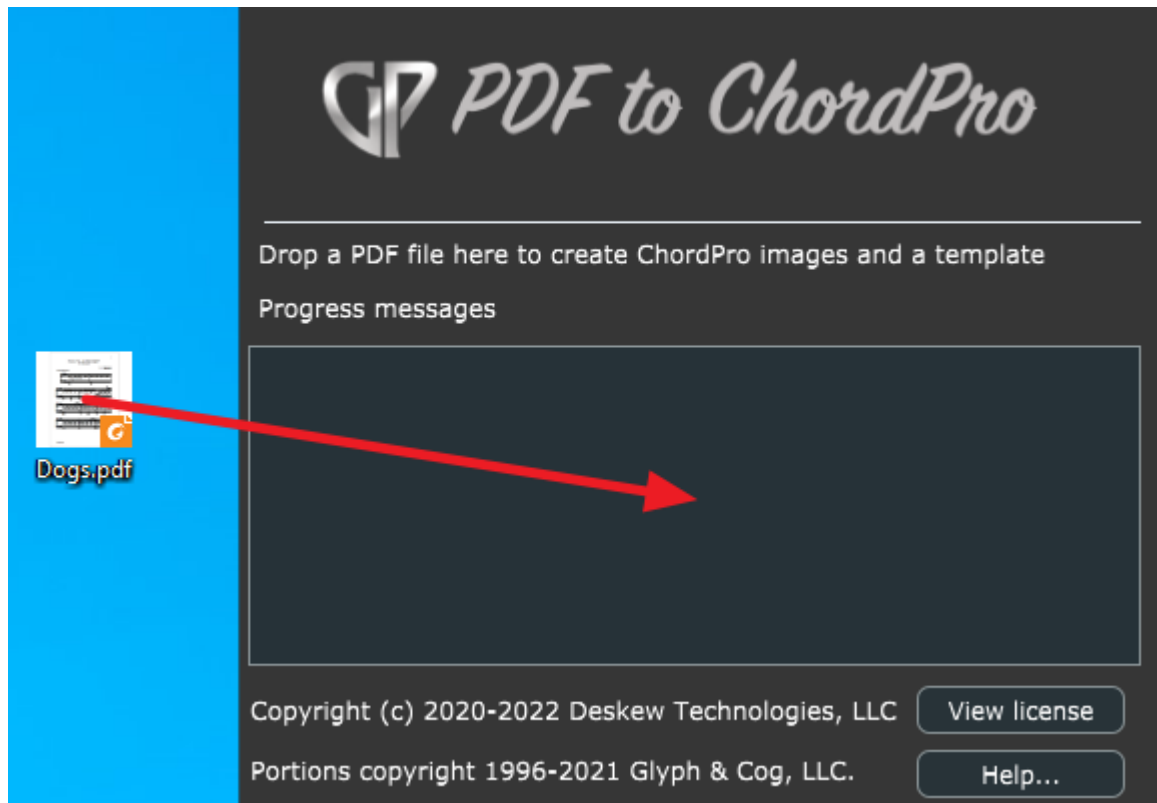 GP PDF to ChordPro
Drop a PDF file here to create ChordPro images and a template
Progress messages
G
Dogs.pdf
Copyright (c) 2020-2022 Deskew Technologies, LLC
View license
Portions copyright 1996-2021 Glyph & Cog, LLC.
Help...